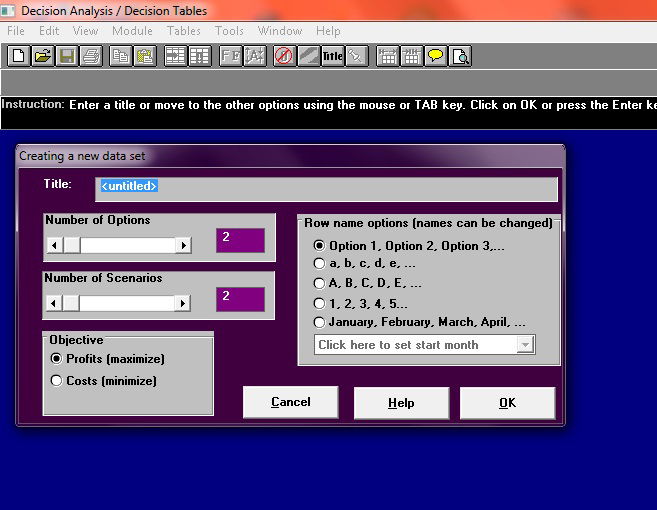 Decision Analysis / Decision Tables
File Edit View Module Tables Tools Window Help
Title
Instruction: Enter a title or move to the other options using the mouse or TAB key. Click on OK or press the Enter ke
Creating a new data set
Title: <untitled>
Number of Options
2
Number of Scenarios
2
Objective
Profits (maximize)
Costs (minimize)
Row name options (names can be changed)
Option 1, Option 2, Option 3,...
a, b, c, d, e, ...
A, B, C, D, E, ...
1, 2, 3, 4, 5...
January, February, March, April, ...
Click here to set start month
Cancel Help OK